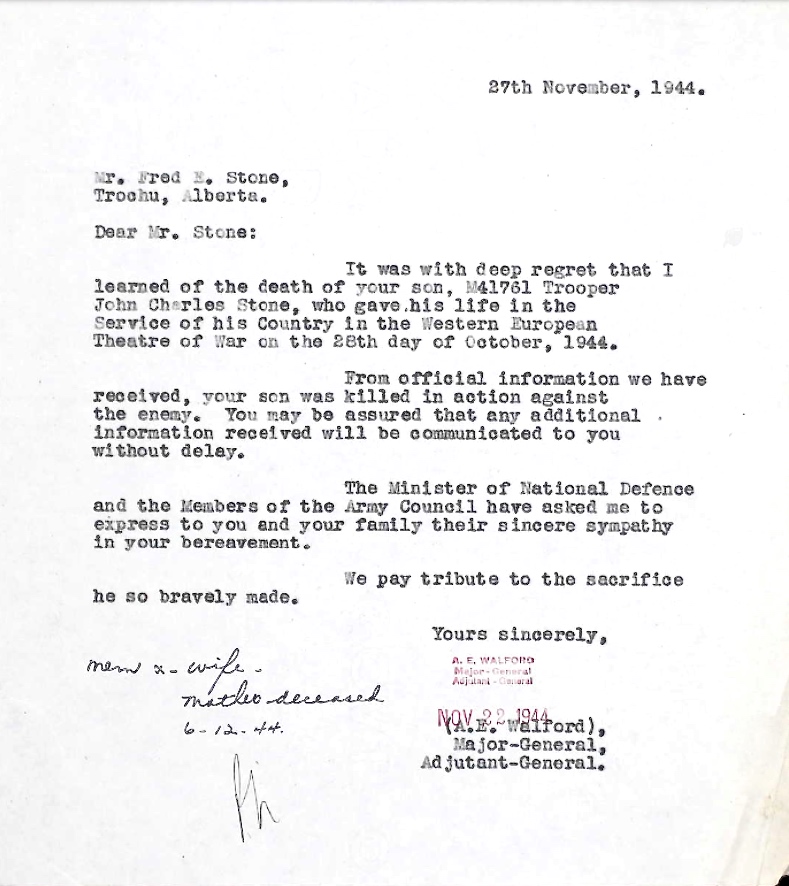 27th November, 1944.
Mr. Fred E. Stone,
Trochu, Alberta.
Dear Mr. Stone:
It was with deep regret that I
learned of the death of your son, M41761 Trooper
John Charles Stone, who gave his life in the
Service of his Country in the Western European
Theatre of War on the 28th day of October, 1944.
From official information we have
received, your son was killed in action against
the enemy. You may be assured that any additional
information received will be communicated to you
without delay.
The Minister of National Defence
and the Members of the Army Council have asked me to
express to you and your family their sincere sympathy
in your bereavement.
We pay tribute to the sacrifice
he so bravely made.
Yours sincerely,
A. E. WALFORD
Major-General
Adjutant-General
NOV 22 1944
(A.E. Walford),
Major-General,
Adjutant-General.
mem x- wife -
mother deceased
6-12-44.